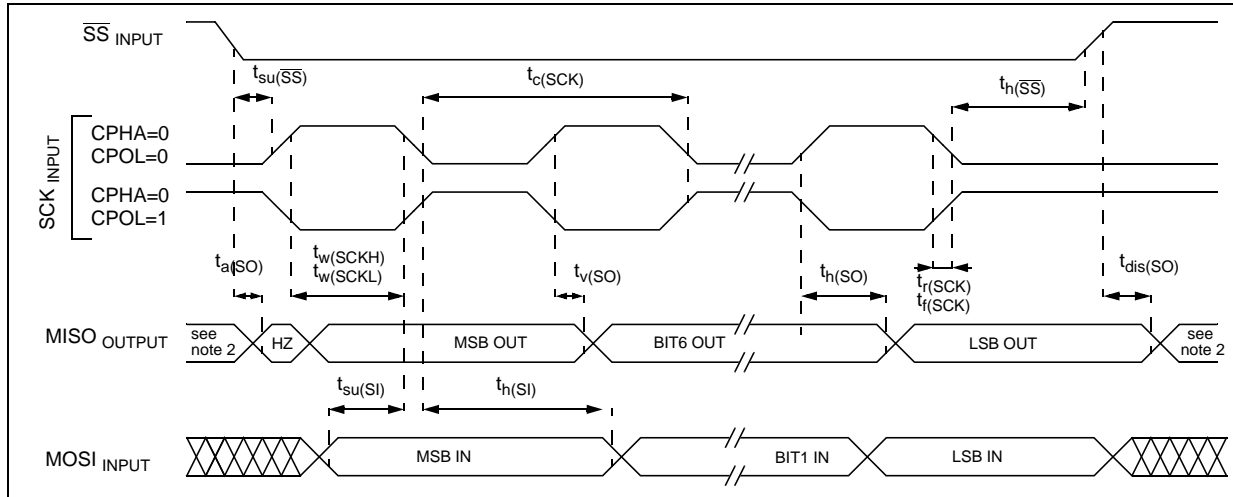 SS INPUT
tsu(SS)
tc(SCK)
th(SS)
SCK INPUT
CPHA=0
CPOL=0
CPHA=0
CPOL=1
ta(SO)
tw(SCKH)
tw(SCKL)
tv(SO)
th(SO)
tr(SCK)
tf(SCK)
tdis(SO)
MISO OUTPUT
see
note 2
HZ
MSB OUT
BIT6 OUT
LSB OUT
see
note 2
tsu(SI)
th(SI)
MOSI INPUT
MSB IN
BIT1 IN
LSB IN